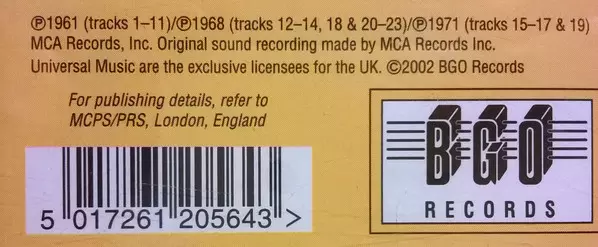 ℗1961 (tracks 1–11)/℗1968 (tracks 12–14, 18 & 20–23)/℗1971 (tracks 15–17 & 19)
MCA Records, Inc. Original sound recording made by MCA Records Inc.
Universal Music are the exclusive licensees for the UK. ©2002 BGO Records
For publishing details, refer to
MCPS/PRS, London, England
BGO
RECORDS
5 017261 205643 >